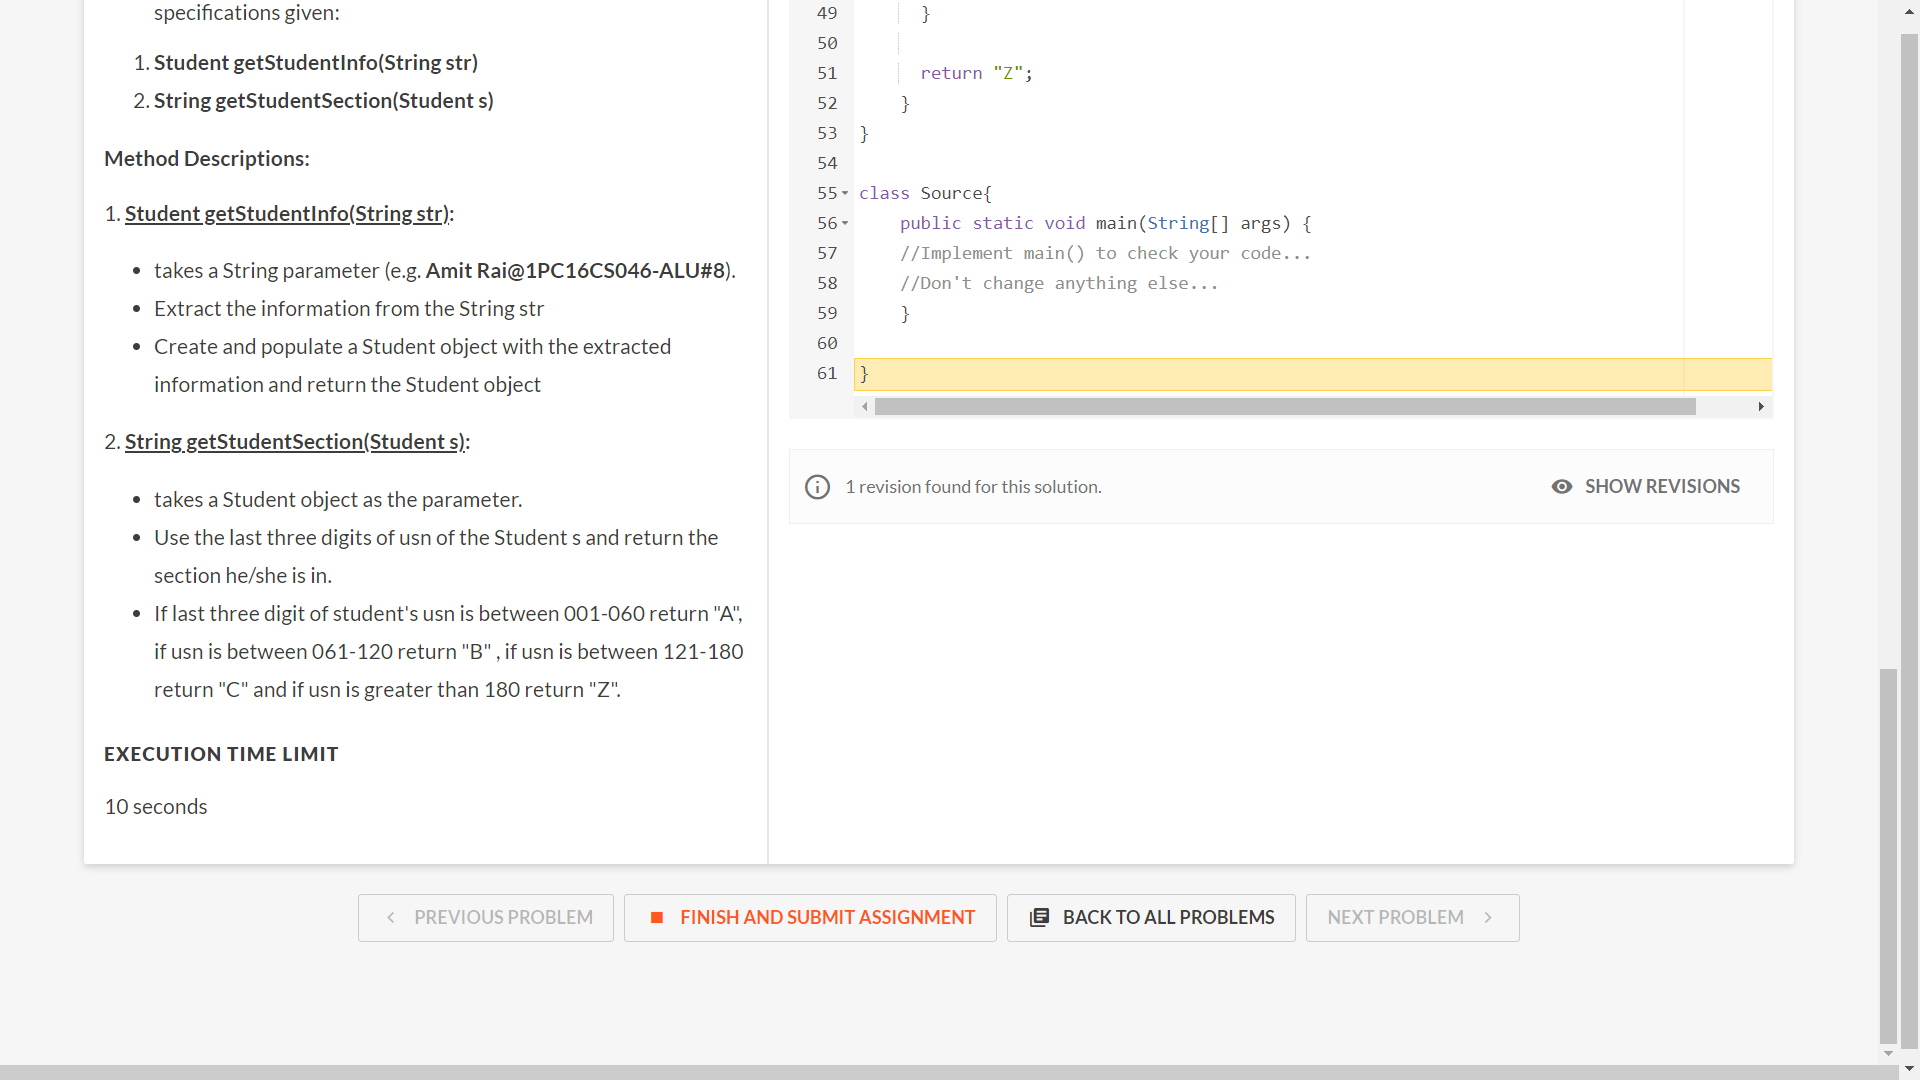 specifications given:
1. Student getStudentInfo(String str)
2. String getStudentSection(Student s)
Method Descriptions:
1. Student getStudentInfo(String str):
takes a String parameter (e.g. Amit Rai@1PC16CS046-ALU#8).
Extract the information from the String str
Create and populate a Student object with the extracted
information and return the Student object
2. String getStudentSection(Student s):
takes a Student object as the parameter.
Use the last three digits of usn of the Student s and return the
section he/she is in.
If last three digit of student's usn is between 001-060 return "A",
if usn is between 061-120 return "B" , if usn is between 121-180
return "C" and if usn is greater than 180 return "Z".
EXECUTION TIME LIMIT
10 seconds
49 }
50
51 return "Z";
52 }
53 }
54
55 class Source{
56 public static void main(String[] args) {
57 //Implement main() to check your code...
58 //Don't change anything else...
59 }
60
61 }
1 revision found for this solution.
SHOW REVISIONS
PREVIOUS PROBLEM
FINISH AND SUBMIT ASSIGNMENT
BACK TO ALL PROBLEMS
NEXT PROBLEM